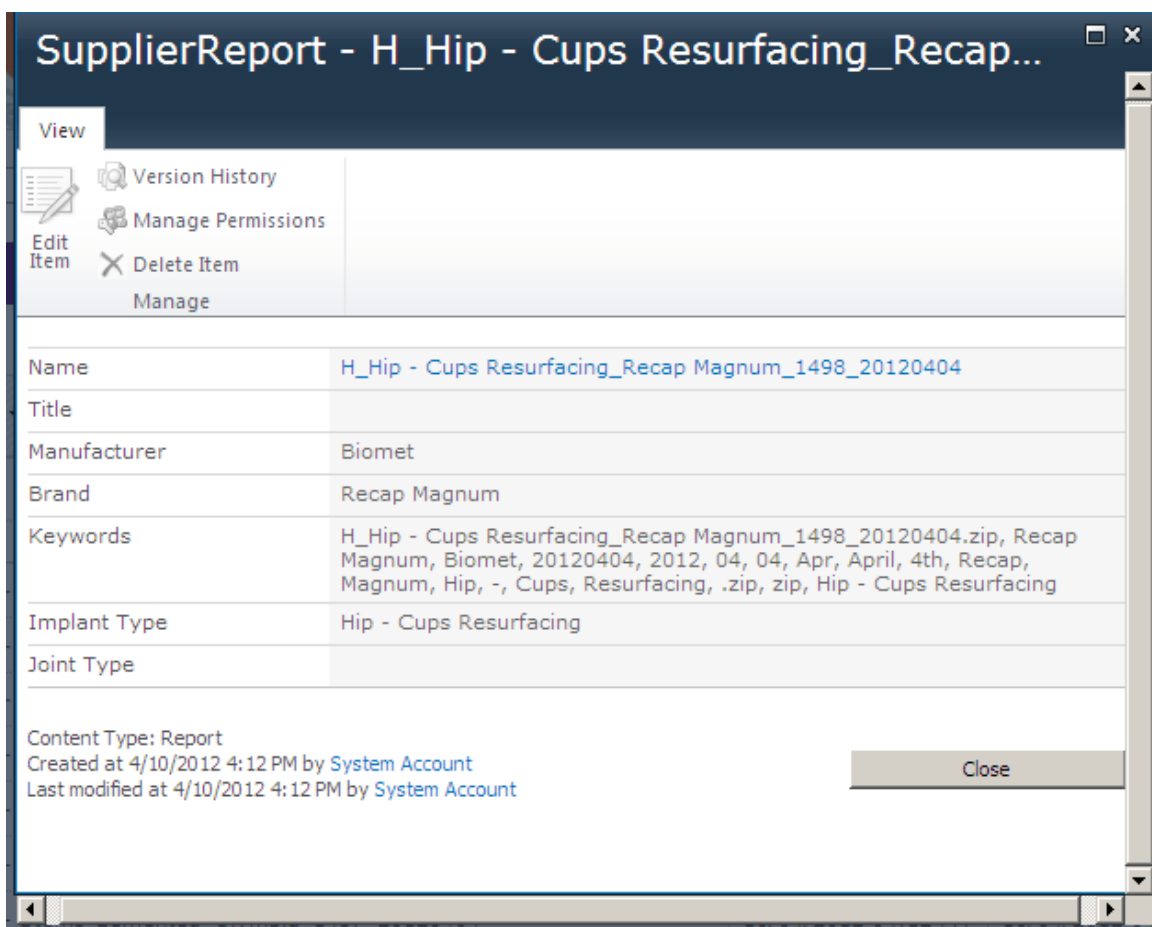 SupplierReport - H_Hip - Cups Resurfacing_Recap...
View
Version History
Manage Permissions
Edit
Item
Delete Item
Manage
Name H_Hip - Cups Resurfacing_Recap Magnum_1498_20120404
Title
Manufacturer Biomet
Brand Recap Magnum
Keywords H_Hip - Cups Resurfacing_Recap Magnum_1498_20120404.zip, Recap
Magnum, Biomet, 20120404, 2012, 04, 04, Apr, April, 4th, Recap,
Magnum, Hip, -, Cups, Resurfacing, .zip, zip, Hip - Cups Resurfacing
Implant Type Hip - Cups Resurfacing
Joint Type
Content Type: Report
Created at 4/10/2012 4:12 PM by System Account
Close
Last modified at 4/10/2012 4:12 PM by System Account